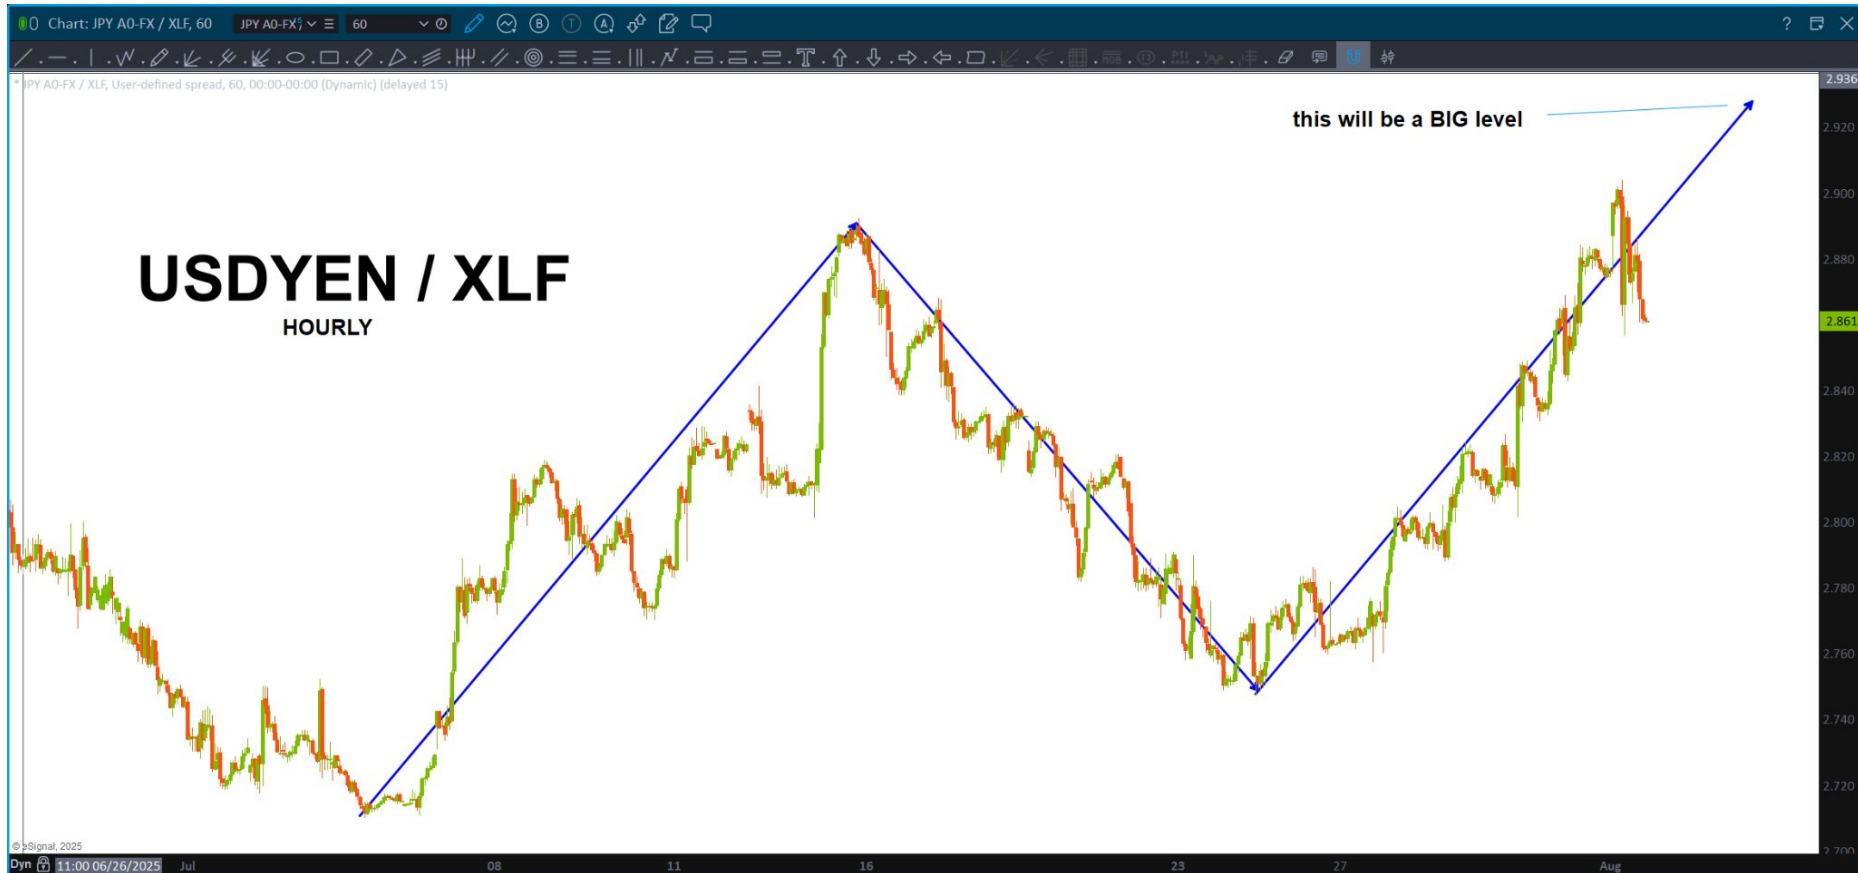 Chart: JPY A0-FX / XLF, 60
JPY A0-FX
60
B
T
A
?
* JPY A0-FX / XLF, User-defined spread, 60, 00:00-00:00 (Dynamic) (delayed 15)
2.936
this will be a BIG level
2.920
2.900
USDYEN / XLF
HOURLY
2.880
2.861
2.840
2.820
2.800
2.780
2.760
2.740
2.720
2.700
© eSignal, 2025
Dyn
11:00 06/26/2025
Jul
08
11
16
23
27
Aug